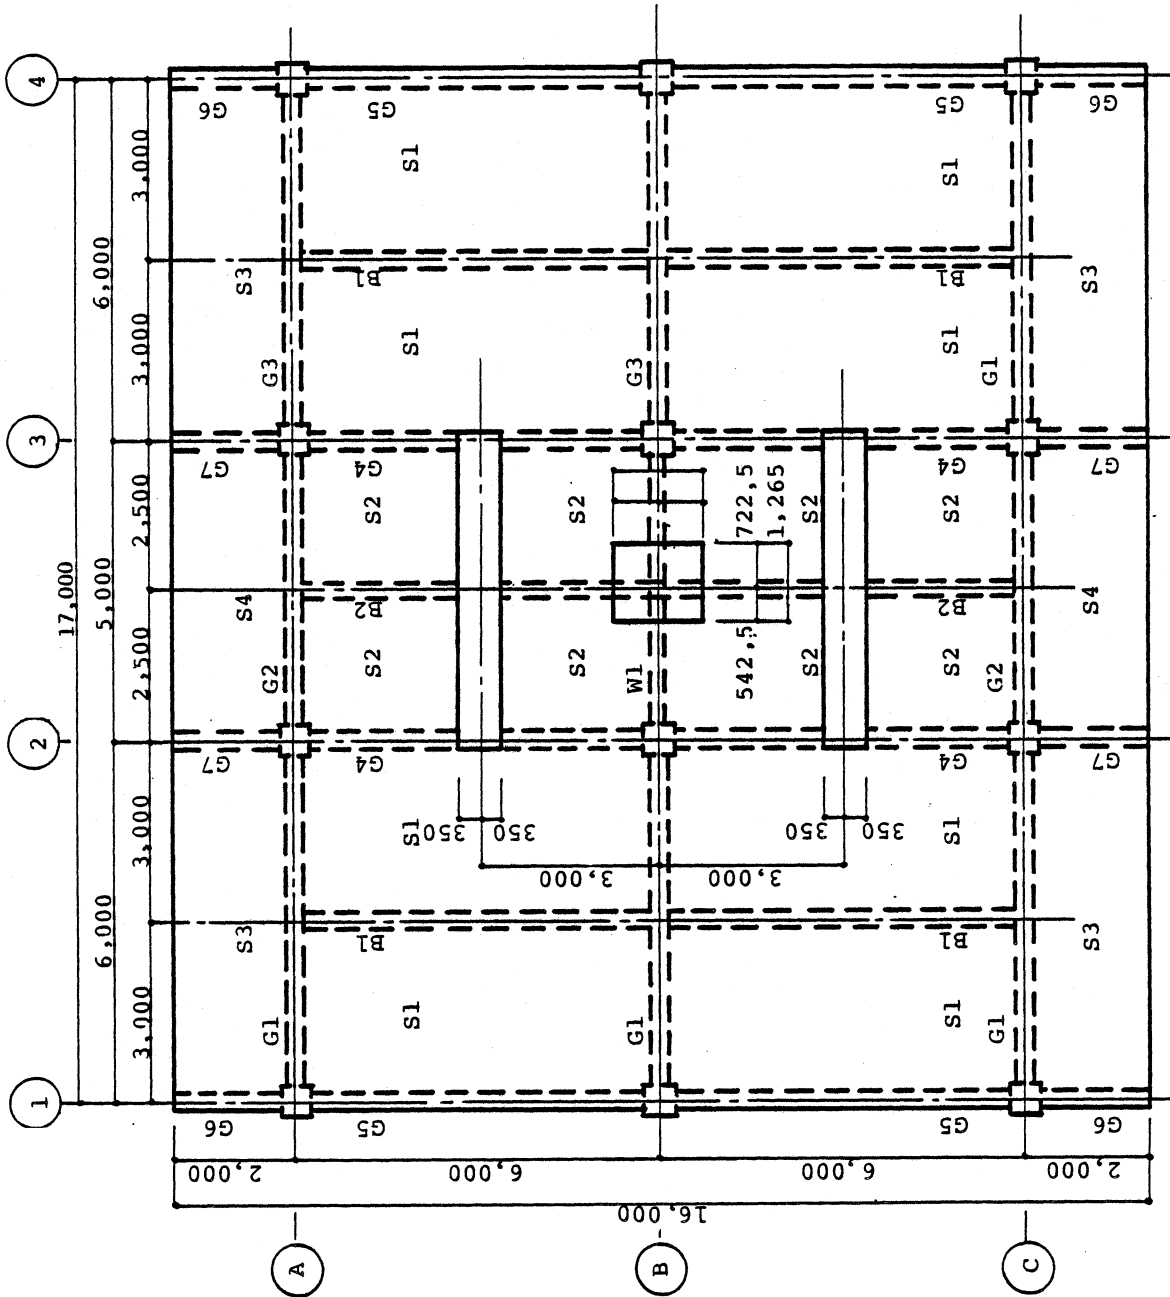 4
G6
G5
G5
G6
3,000
S1
S1
6,000
S3
B1
B1
S3
3,000
S1
S1
G3
G3
G1
3
G7
G4
G4
G7
2,500
S2
S2
722,5
S2
S2
1,265
17,000
5,000
S4
B2
B2
S4
2,500
S2
S2
542,5
S2
S2
G2
W1
G2
2
G7
G4
G4
G7
3,000
S1
350
350
350
350
S1
3,000
3,000
6,000
S3
B1
B1
S3
3,000
S1
S1
G1
G1
G1
1
G6
G5
G5
G6
2,000
6,000
6,000
2,000
16,000
A
B
C